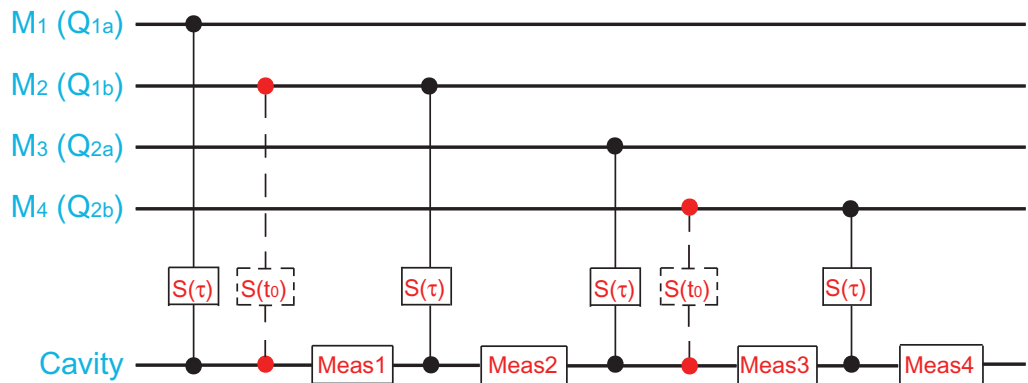 M1 (Q1a)
M2 (Q1b)
M3 (Q2a)
M4 (Q2b)
S(τ) S(t0) S(τ) S(τ) S(t0) S(τ)
Cavity Meas1 Meas2 Meas3 Meas4